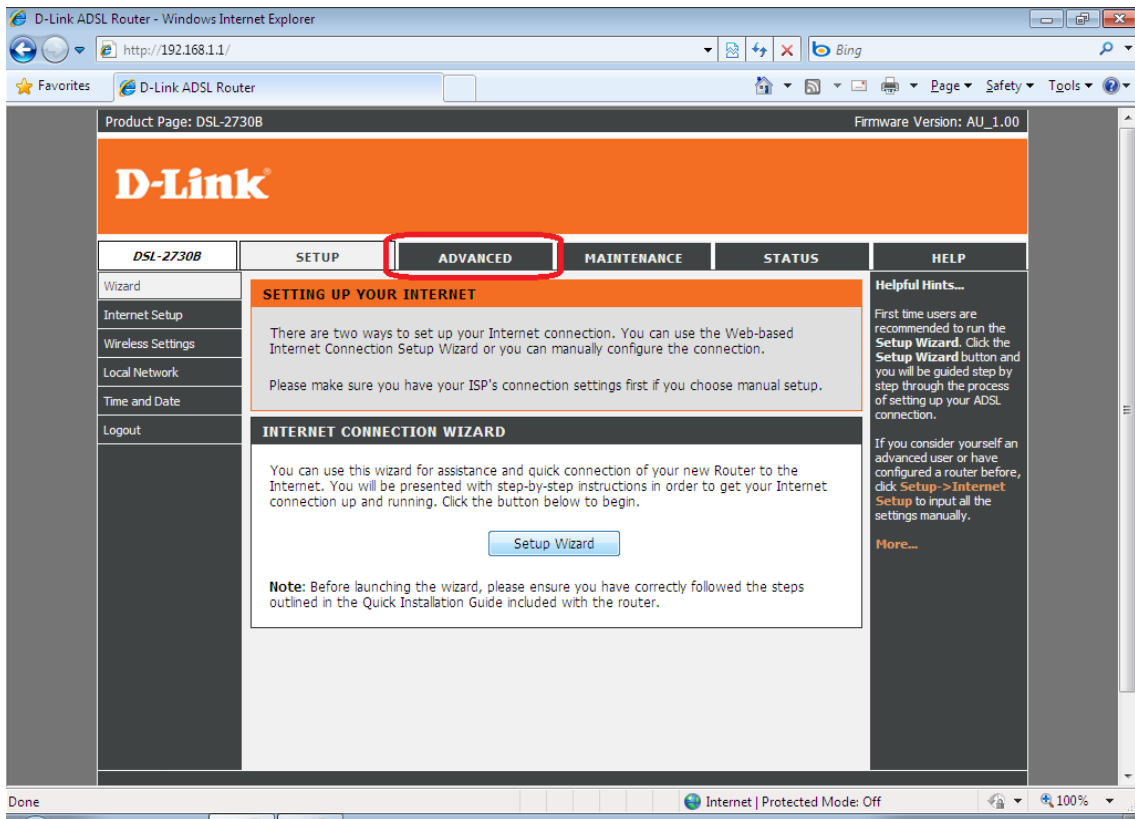 D-Link ADSL Router - Windows Internet Explorer
http://192.168.1.1/
Bing
Favorites
D-Link ADSL Router
Page
Safety
Tools
Product Page: DSL-2730B
Firmware Version: AU_1.00
D-Link
DSL-2730B
SETUP
ADVANCED
MAINTENANCE
STATUS
HELP
Wizard
Internet Setup
Wireless Settings
Local Network
Time and Date
Logout
SETTING UP YOUR INTERNET
There are two ways to set up your Internet connection. You can use the Web-based
Internet Connection Setup Wizard or you can manually configure the connection.
Please make sure you have your ISP's connection settings first if you choose manual setup.
INTERNET CONNECTION WIZARD
You can use this wizard for assistance and quick connection of your new Router to the
Internet. You will be presented with step-by-step instructions in order to get your Internet
connection up and running. Click the button below to begin.
Setup Wizard
Note: Before launching the wizard, please ensure you have correctly followed the steps
outlined in the Quick Installation Guide included with the router.
Helpful Hints...
First time users are
recommended to run the
Setup Wizard. Click the
Setup Wizard button and
you will be guided step by
step through the process
of setting up your ADSL
connection.
If you consider yourself an
advanced user or have
configured a router before,
click Setup->Internet
Setup to input all the
settings manually.
More...
Done
Internet | Protected Mode: Off
100%